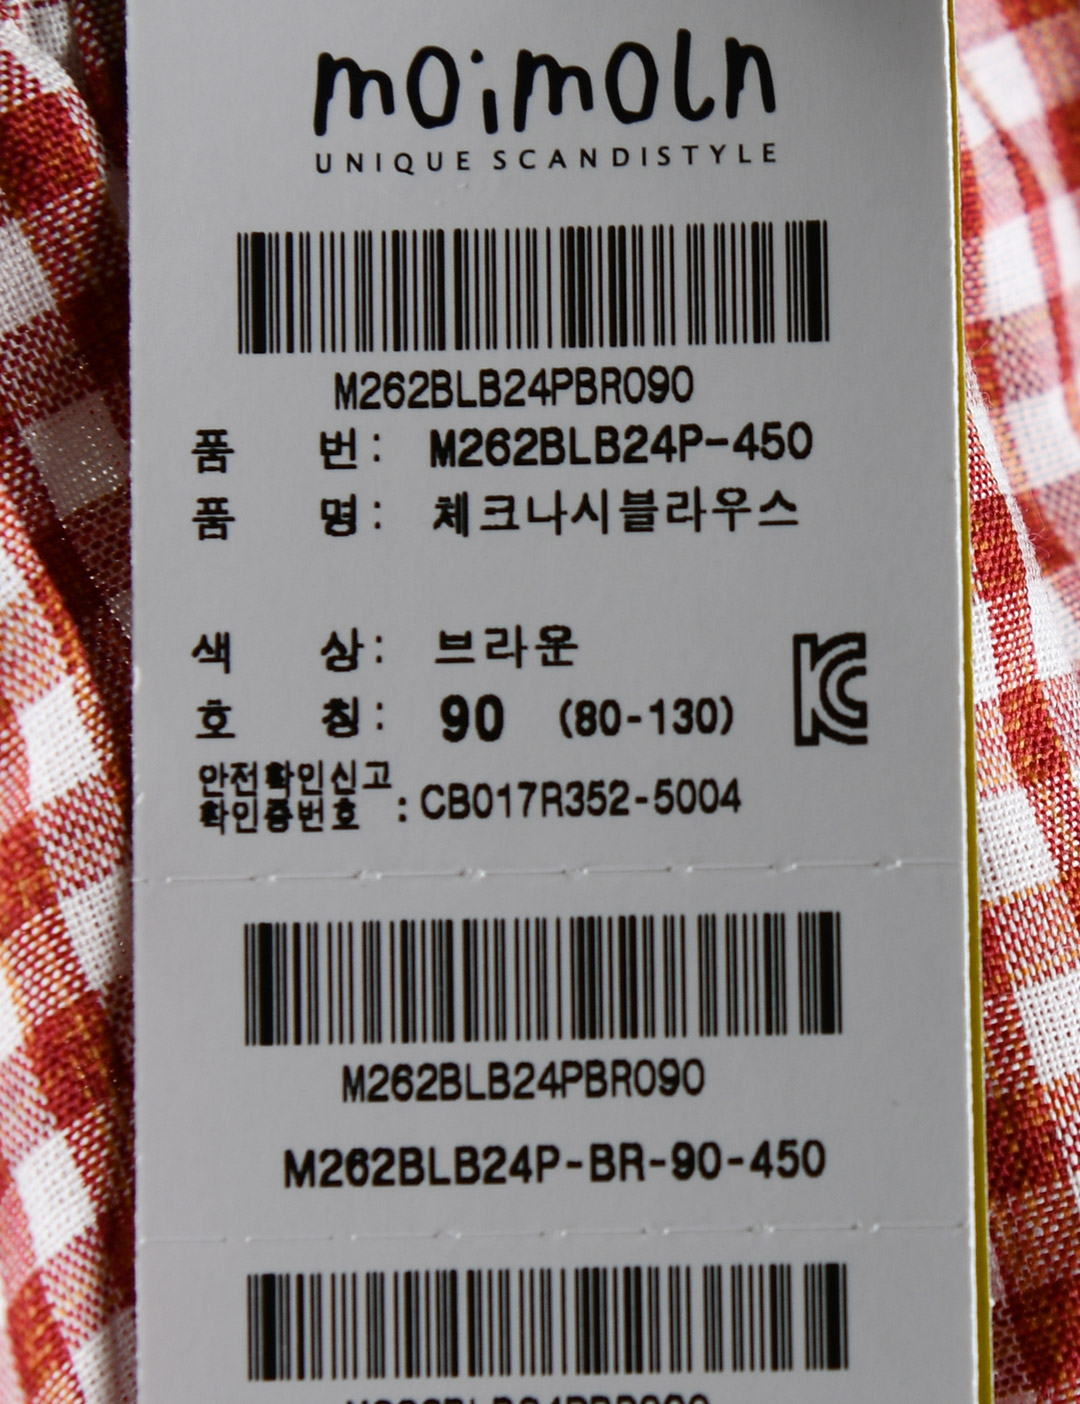 moimoln
UNIQUE SCANDISTYLE
M262BLB24PBR090
품 번 : M262BLB24P-450
품 명 : 체크나시블라우스
색 상 : 브라운
호 칭 : 90 (80-130)
안전확인신고
확인증번호 : CB017R352-5004
M262BLB24PBR090
M262BLB24P-BR-90-450